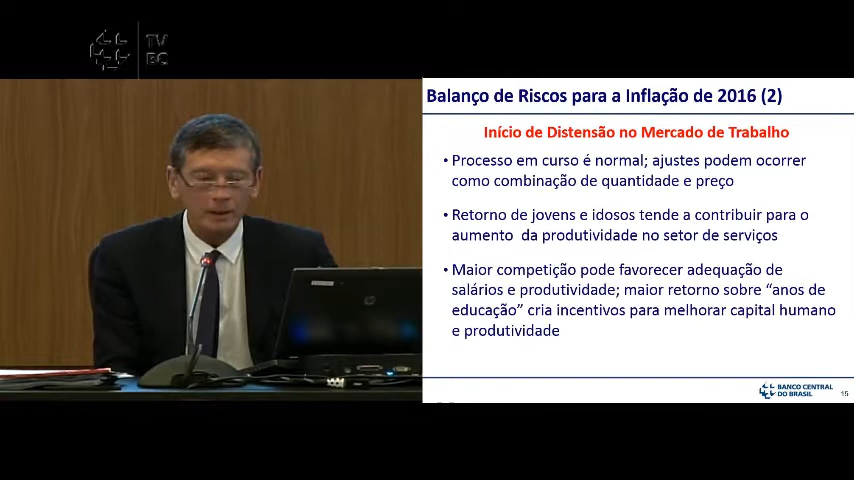 TV
BC
Balanço de Riscos para a Inflação de 2016 (2)
Início de Distensão no Mercado de Trabalho
• Processo em curso é normal; ajustes podem ocorrer
como combinação de quantidade e preço
• Retorno de jovens e idosos tende a contribuir para o
aumento da produtividade no setor de serviços
• Maior competição pode favorecer adequação de
salários e produtividade; maior retorno sobre “anos de
educação” cria incentivos para melhorar capital humano
e produtividade
BANCO CENTRAL
DO BRASIL
15
hp